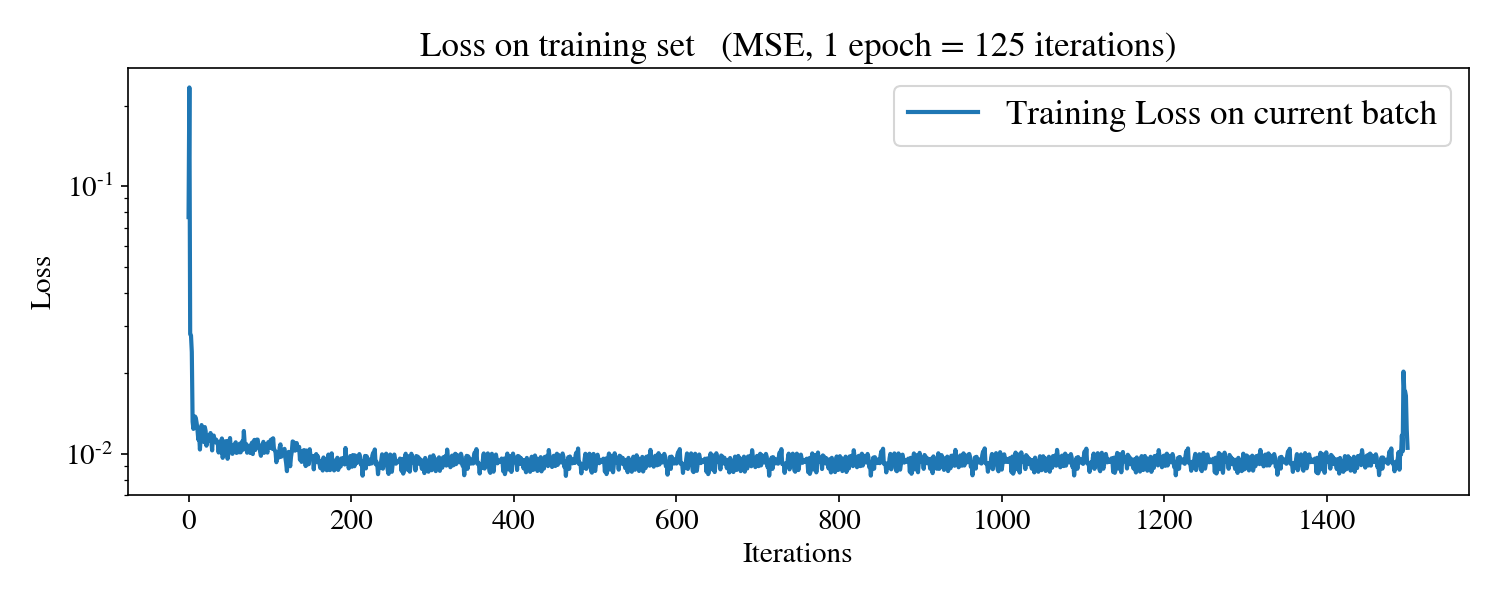 Loss on training set   (MSE, 1 epoch = 125 iterations)
Training Loss on current batch
Loss
10^-1
10^-2
0 200 400 600 800 1000 1200 1400
Iterations